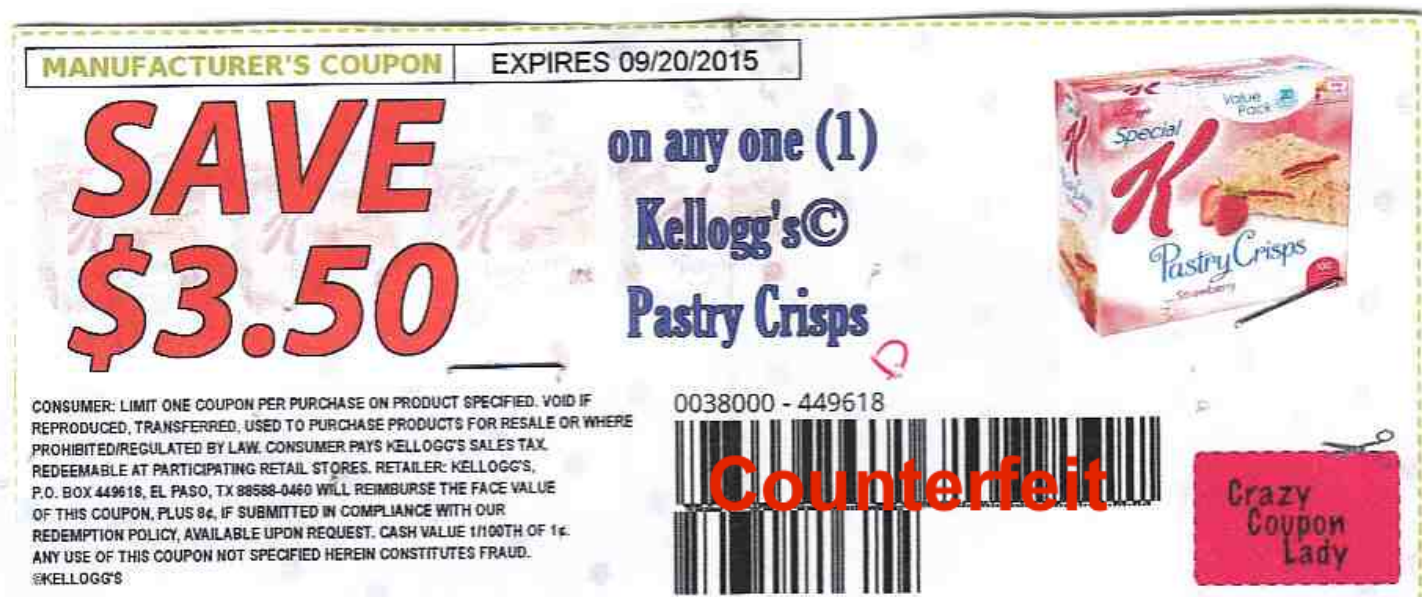 MANUFACTURER'S COUPON EXPIRES 09/20/2015
SAVE
$3.50
on any one (1)
Kellogg's©
Pastry Crisps
Kellogg's
Special
K
Value
Pack
Pastry Crisps
Strawberry
CONSUMER: LIMIT ONE COUPON PER PURCHASE ON PRODUCT SPECIFIED. VOID IF
REPRODUCED, TRANSFERRED, USED TO PURCHASE PRODUCTS FOR RESALE OR WHERE
PROHIBITED/REGULATED BY LAW. CONSUMER PAYS KELLOGG'S SALES TAX.
REDEEMABLE AT PARTICIPATING RETAIL STORES. RETAILER: KELLOGG'S,
P.O. BOX 449618, EL PASO, TX 88588-0460 WILL REIMBURSE THE FACE VALUE
OF THIS COUPON, PLUS 8¢, IF SUBMITTED IN COMPLIANCE WITH OUR
REDEMPTION POLICY, AVAILABLE UPON REQUEST. CASH VALUE 1/100TH OF 1¢.
ANY USE OF THIS COUPON NOT SPECIFIED HEREIN CONSTITUTES FRAUD.
©KELLOGG'S
0038000 - 449618
Counterfeit
Crazy
Coupon
Lady